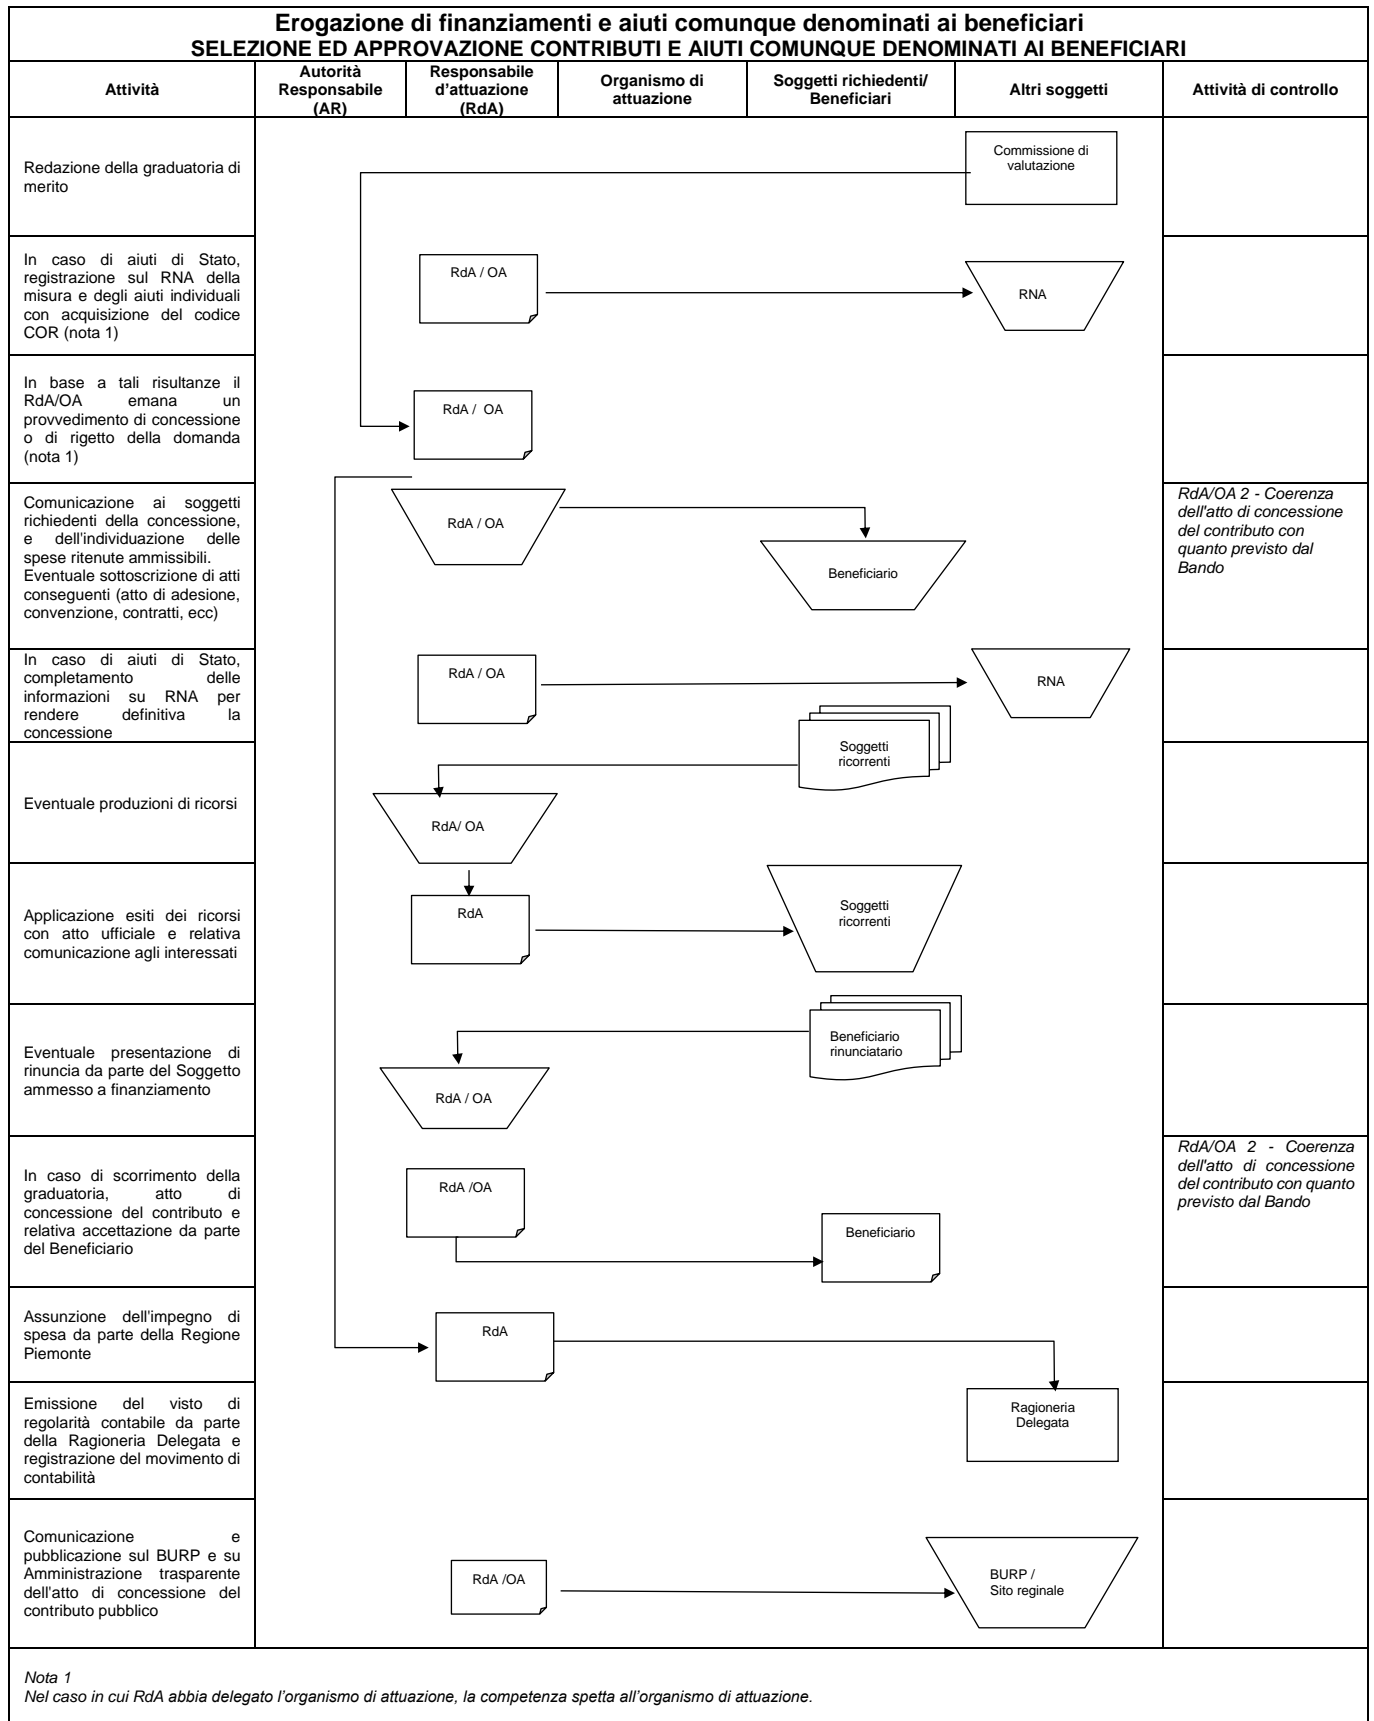 Erogazione di finanziamenti e aiuti comunque denominati ai beneficiari
SELEZIONE ED APPROVAZIONE CONTRIBUTI E AIUTI COMUNQUE DENOMINATI AI BENEFICIARI
Attività
Autorità
Responsabile
(AR)
Responsabile
d'attuazione
(RdA)
Organismo di
attuazione
Soggetti richiedenti/
Beneficiari
Altri soggetti
Attività di controllo
Redazione della graduatoria di
merito
Commissione di
valutazione
In caso di aiuti di Stato,
registrazione sul RNA della
misura e degli aiuti individuali
con acquisizione del codice
COR (nota 1)
RdA / OA
RNA
In base a tali risultanze il
RdA/OA emana un
provvedimento di concessione
o di rigetto della domanda
(nota 1)
RdA / OA
Comunicazione ai soggetti
richiedenti della concessione,
e dell'individuazione delle
spese ritenute ammissibili.
Eventuale sottoscrizione di atti
conseguenti (atto di adesione,
convenzione, contratti, ecc)
RdA / OA
Beneficiario
RdA/OA 2 - Coerenza
dell'atto di concessione
del contributo con
quanto previsto dal
Bando
In caso di aiuti di Stato,
completamento delle
informazioni su RNA per
rendere definitiva la
concessione
RdA / OA
RNA
Eventuale produzioni di ricorsi
Soggetti
ricorrenti
RdA/ OA
Applicazione esiti dei ricorsi
con atto ufficiale e relativa
comunicazione agli interessati
RdA
Soggetti
ricorrenti
Eventuale presentazione di
rinuncia da parte del Soggetto
ammesso a finanziamento
Beneficiario
rinunciatario
RdA / OA
In caso di scorrimento della
graduatoria, atto di
concessione del contributo e
relativa accettazione da parte
del Beneficiario
RdA /OA
Beneficiario
RdA/OA 2 - Coerenza
dell'atto di concessione
del contributo con quanto
previsto dal Bando
Assunzione dell'impegno di
spesa da parte della Regione
Piemonte
RdA
Emissione del visto di
regolarità contabile da parte
della Ragioneria Delegata e
registrazione del movimento di
contabilità
Ragioneria
Delegata
Comunicazione e
pubblicazione sul BURP e su
Amministrazione trasparente
dell'atto di concessione del
contributo pubblico
RdA /OA
BURP /
Sito reginale
Nota 1
Nel caso in cui RdA abbia delegato l'organismo di attuazione, la competenza spetta all'organismo di attuazione.